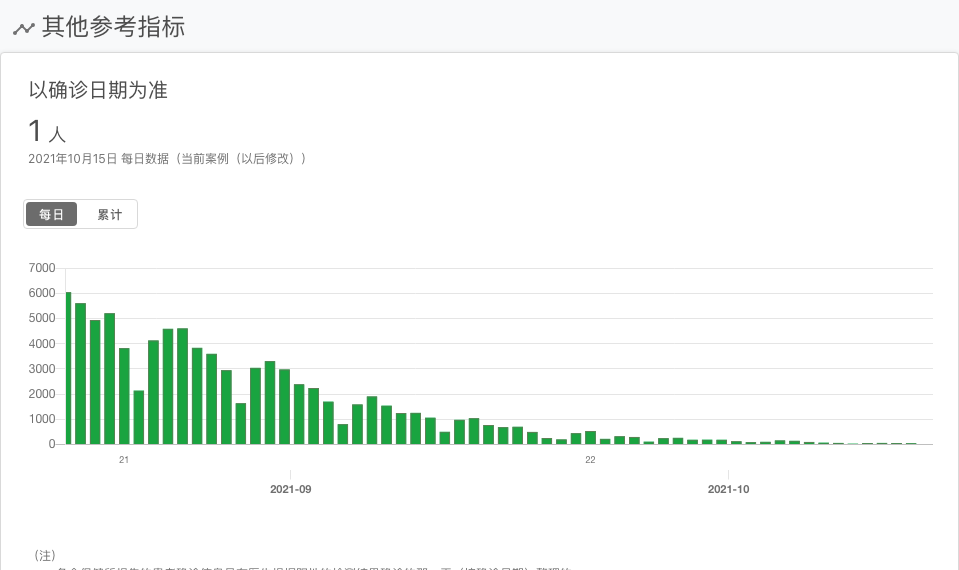 其他参考指标
以确诊日期为准
1 人
2021年10月15日 每日数据（当前案例（以后修改））
每日 累计
7000
6000
5000
4000
3000
2000
1000
0
21 22
2021-09 2021-10
（注）